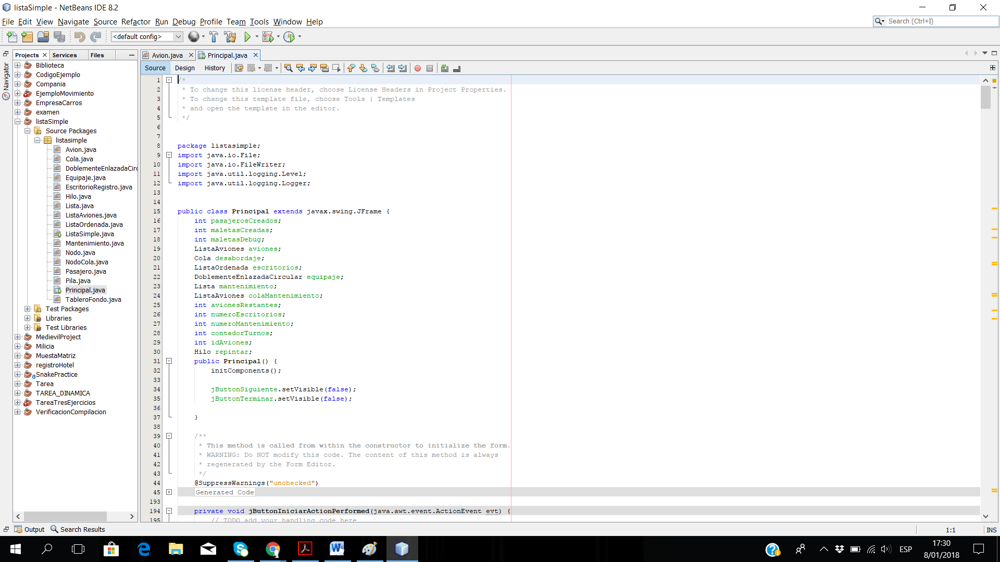 listaSimple - NetBeans IDE 8.2
File Edit View Navigate Source Refactor Run Debug Profile Team Tools Window Help
Search (Ctrl+I)
<default config>
Projects Services Files
Avion.java Principal.java
Source Design History
Navigator
Biblioteca
CodigoEjemplo
Compania
EjemploMovimiento
EmpresaCarros
examen
listaSimple
Source Packages
listasimple
Avion.java
Cola.java
DoblementeEnlazadaCirc
Equipaje.java
EscritorioRegistro.java
Hilo.java
Lista.java
ListaAviones.java
ListaOrdenada.java
ListaSimple.java
Mantenimiento.java
Nodo.java
NodoCola.java
Pasajero.java
Pila.java
Principal.java
TableroFondo.java
Test Packages
Libraries
Test Libraries
MedievilProject
Milicia
MuestaMatriz
registroHotel
SnakePractice
Tarea
TAREA_DINAMICA
TareaTresEjercicios
VerificacionCompilacion
1 /*
2 * To change this license header, choose License Headers in Project Properties.
3 * To change this template file, choose Tools | Templates
4 * and open the template in the editor.
5 */
6
7
8 package listasimple;
9 import java.io.File;
10 import java.io.FileWriter;
11 import java.util.logging.Level;
12 import java.util.logging.Logger;
13
14
15 public class Principal extends javax.swing.JFrame {
16 int pasajerosCreados;
17 int maletasCreadas;
18 int maletasDebug;
19 ListaAviones aviones;
20 Cola desabordaje;
21 ListaOrdenada escritorios;
22 DoblementeEnlazadaCircular equipaje;
23 Lista mantenimiento;
24 ListaAviones colaMantenimiento;
25 int avionesRestantes;
26 int numeroEscritorios;
27 int numeroMantenimiento;
28 int contadorTurnos;
29 int idAviones;
30 Hilo repintar;
31 public Principal() {
32 initComponents();
33
34 jButtonSiguiente.setVisible(false);
35 jButtonTerminar.setVisible(false);
36
37 }
38
39 /**
40 * This method is called from within the constructor to initialize the form.
41 * WARNING: Do NOT modify this code. The content of this method is always
42 * regenerated by the Form Editor.
43 */
44 @SuppressWarnings("unchecked")
45 Generated Code
193
194 private void jButtonIniciarActionPerformed(java.awt.event.ActionEvent evt) {
195 // TODO add your handling code here
Output Search Results
1:1 INS
ESP
17:30
8/01/2018